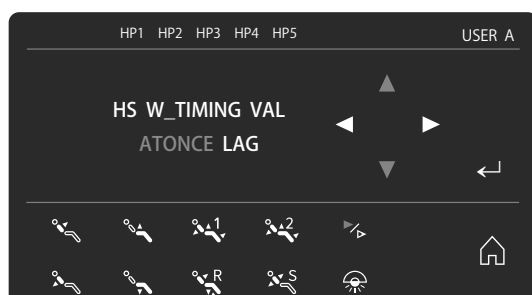 HP1 HP2 HP3 HP4 HP5 USER A
HS W_TIMING VAL
ATONCE LAG
1 2
R S